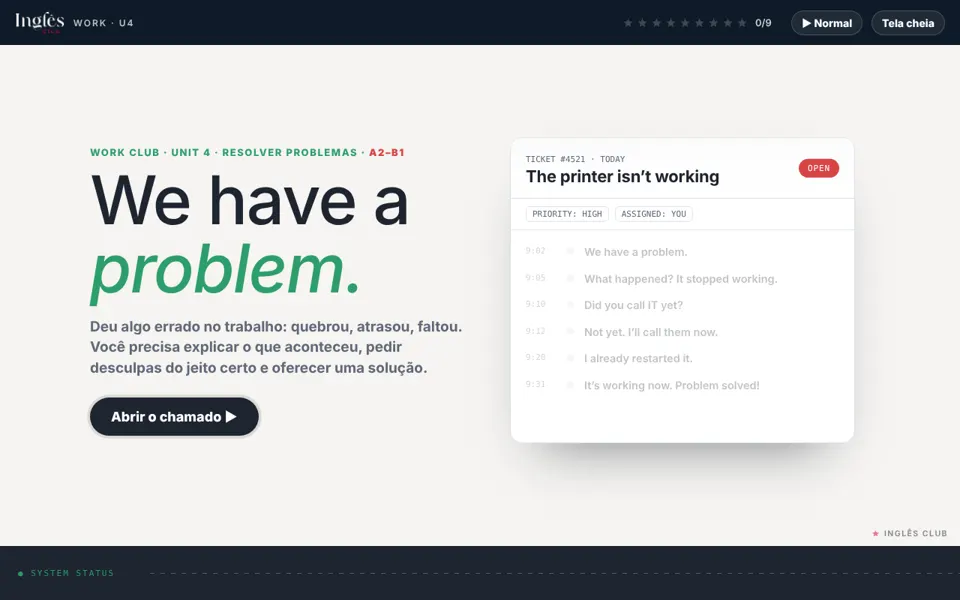 Inglês
CLUB
WORK · U4
★ ★ ★ ★ ★ ★ ★ ★ ★ 0/9
▶ Normal
Tela cheia
WORK CLUB · UNIT 4 · RESOLVER PROBLEMAS · A2–B1
We have a
problem.
Deu algo errado no trabalho: quebrou, atrasou, faltou.
Você precisa explicar o que aconteceu, pedir
desculpas do jeito certo e oferecer uma solução.
Abrir o chamado ▶
TICKET #4521 · TODAY
The printer isn’t working
OPEN
PRIORITY: HIGH
ASSIGNED: YOU
9:02 We have a problem.
9:05 What happened? It stopped working.
9:10 Did you call IT yet?
9:12 Not yet. I’ll call them now.
9:20 I already restarted it.
9:31 It’s working now. Problem solved!
★ INGLÊS CLUB
SYSTEM STATUS